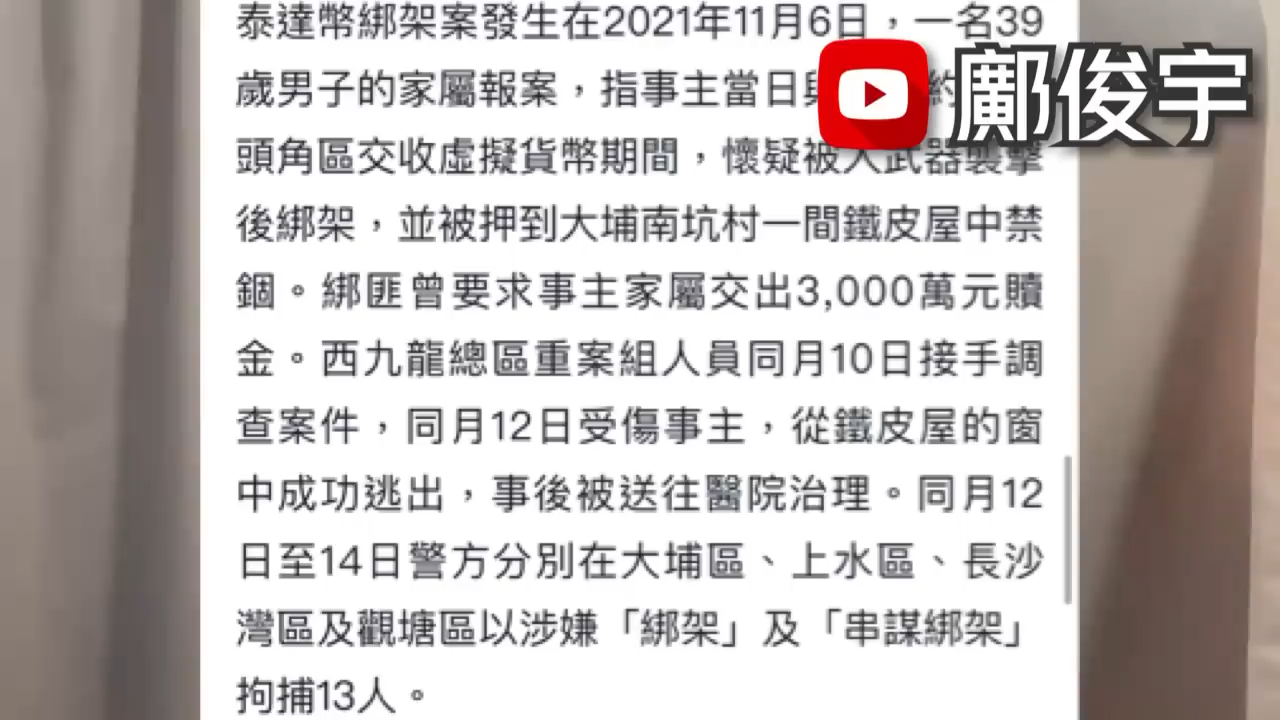 泰達幣綁架案發生在2021年11月6日，一名39
鄺俊宇
歲男子的家屬報案，指事主當日與約
頭角區交收虛擬貨幣期間，懷疑被人武器襲擊
後綁架，並被押到大埔南坑村一間鐵皮屋中禁
錮。綁匪曾要求事主家屬交出3,000萬元贖
金。西九龍總區重案組人員同月10日接手調
查案件，同月12日受傷事主，從鐵皮屋的窗
中成功逃出，事後被送往醫院治理。同月12
日至14日警方分別在大埔區、上水區、長沙
灣區及觀塘區以涉嫌「綁架」及「串謀綁架」
拘捕13人。